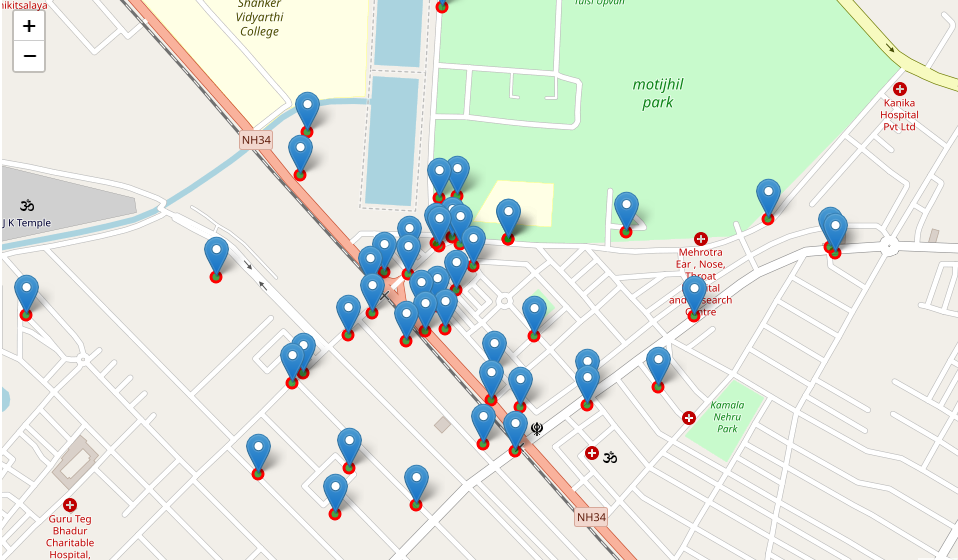 nikitsalaya
+
−
Shanker
Vidyarthi
College
Tulsi Upvan
motijhil
park
Kanika
Hospital
Pvt Ltd
NH34
ॐ
J K Temple
Mehrotra
Ear , Nose,
Throat
and
Centre
Kamala
Nehru
Park
ॐ
NH34
Guru Teg
Bhadur
Charitable
Hospital,